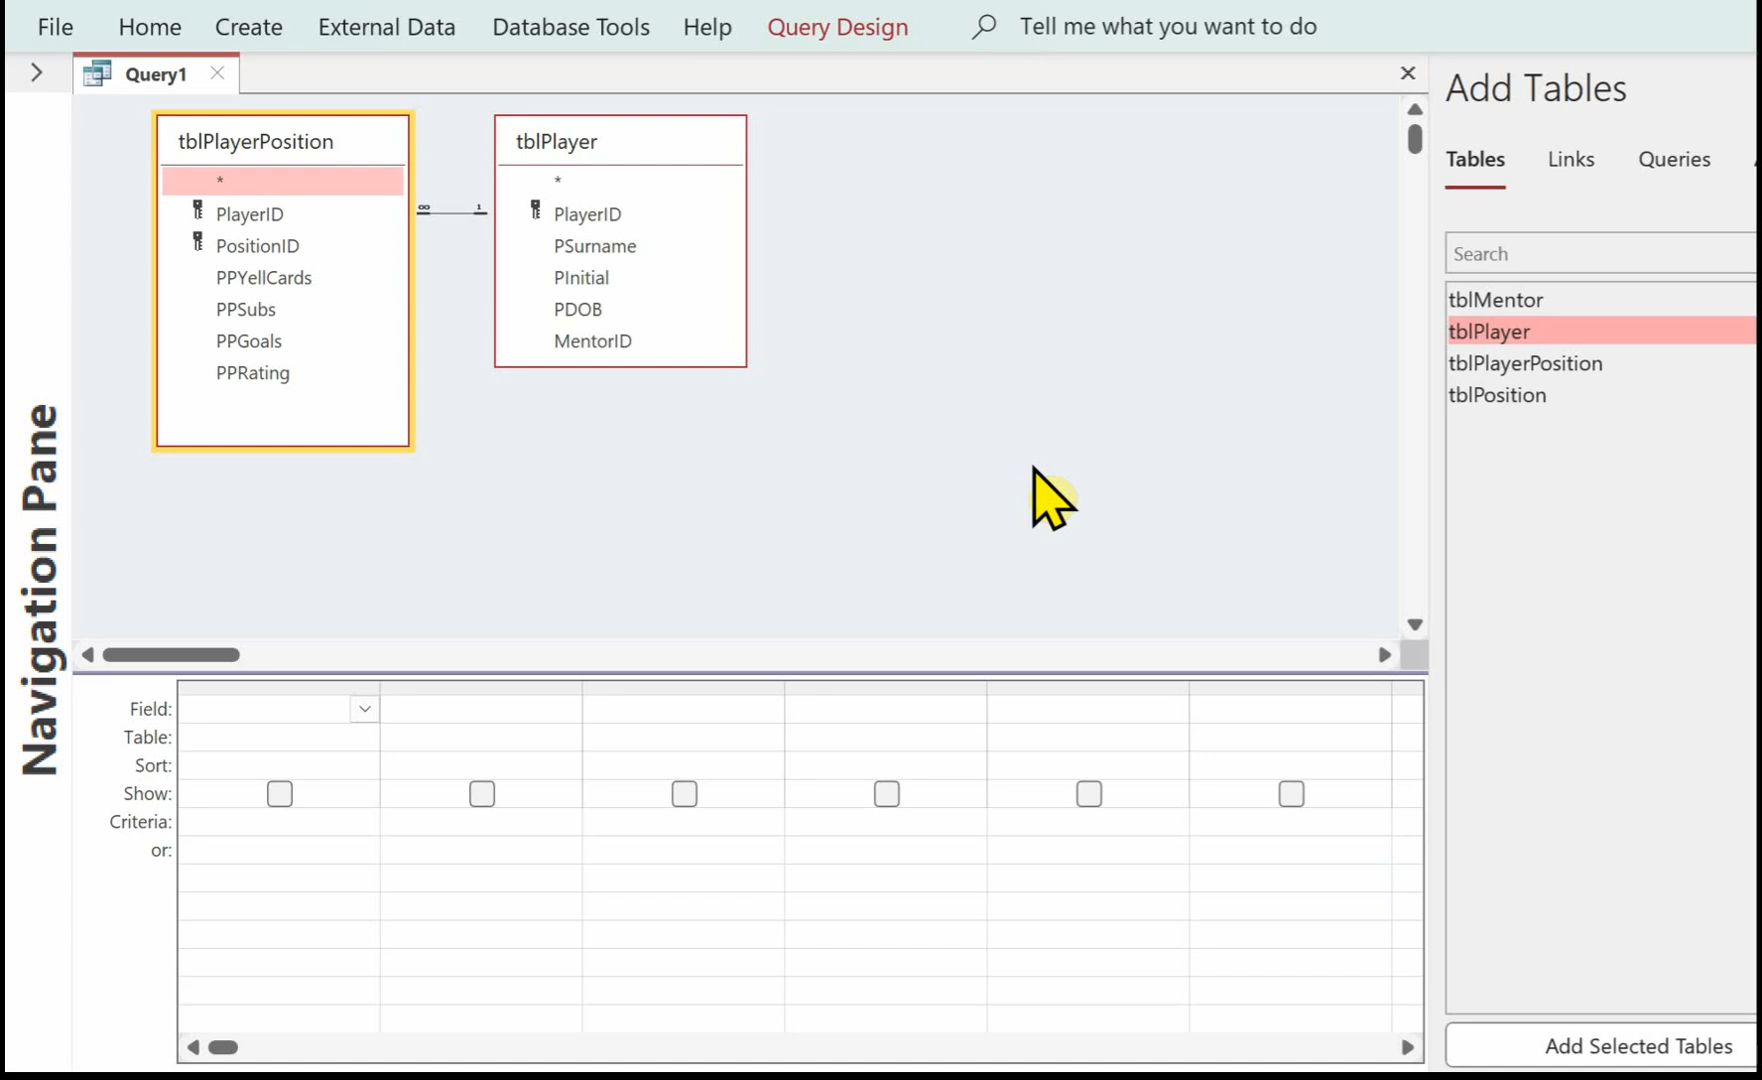 File Home Create External Data Database Tools Help Query Design Tell me what you want to do
Query1
Navigation Pane
tblPlayerPosition
*
PlayerID
PositionID
PPYellCards
PPSubs
PPGoals
PPRating
∞ 1
tblPlayer
*
PlayerID
PSurname
PInitial
PDOB
MentorID
Field:
Table:
Sort:
Show:
Criteria:
or:
Add Tables
Tables Links Queries
Search
tblMentor
tblPlayer
tblPlayerPosition
tblPosition
Add Selected Tables